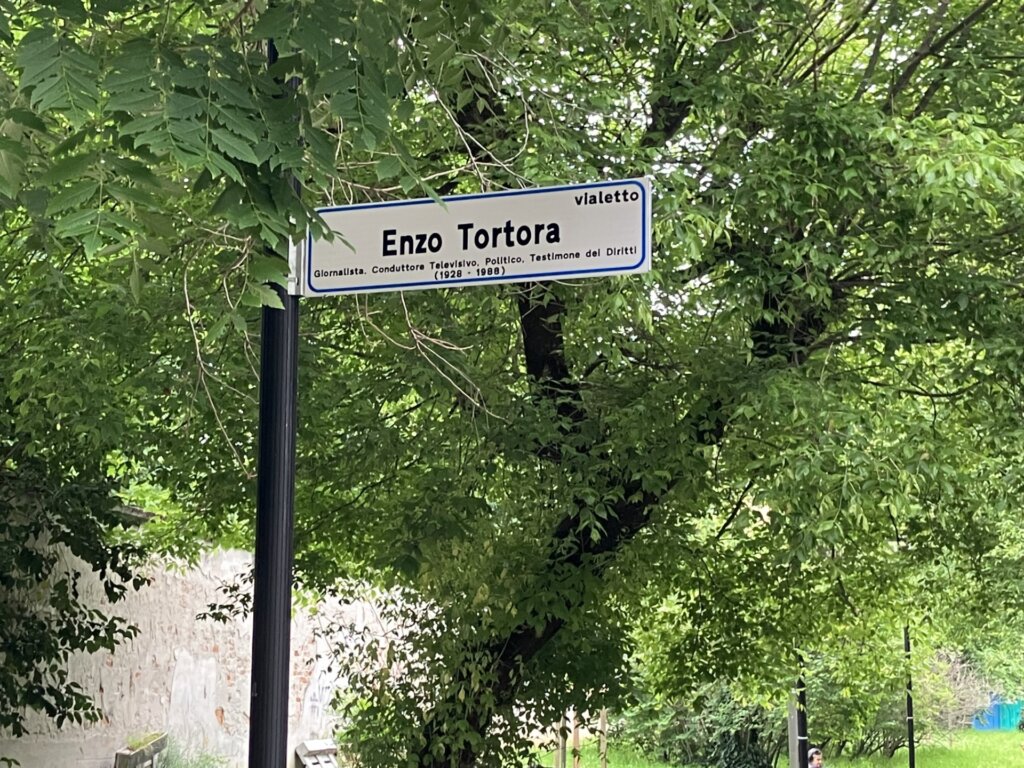 vialetto
Enzo Tortora
Giornalista, Conduttore Televisivo, Politico, Testimone dei Diritti
(1928 - 1988)